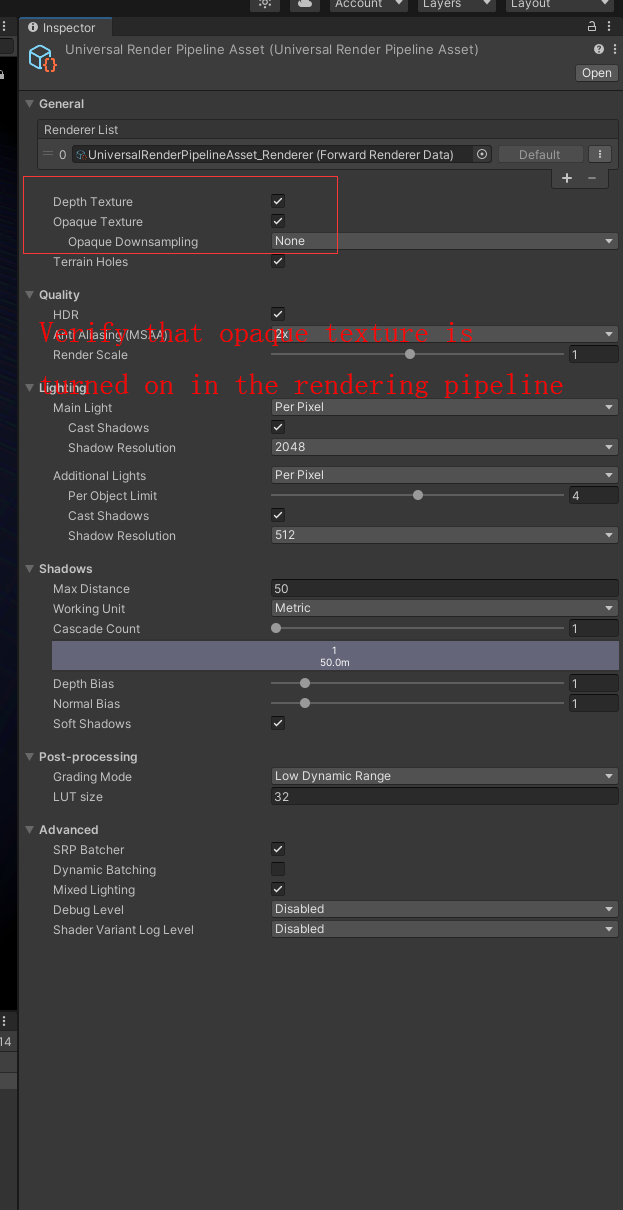 Account Layers Layout
Inspector
Universal Render Pipeline Asset (Universal Render Pipeline Asset)
Open
General
Renderer List
0 UniversalRenderPipelineAsset_Renderer (Forward Renderer Data) Default
+ −
Depth Texture
Opaque Texture
Opaque Downsampling None
Terrain Holes
Quality
HDR
Anti Aliasing (MSAA) 2x
Verify that opaque texture is
Render Scale 1
turned on in the rendering pipeline
Lighting
Main Light Per Pixel
Cast Shadows
Shadow Resolution 2048
Additional Lights Per Pixel
Per Object Limit 4
Cast Shadows
Shadow Resolution 512
Shadows
Max Distance 50
Working Unit Metric
Cascade Count 1
1
50.0m
Depth Bias 1
Normal Bias 1
Soft Shadows
Post-processing
Grading Mode Low Dynamic Range
LUT size 32
Advanced
SRP Batcher
Dynamic Batching
Mixed Lighting
Debug Level Disabled
Shader Variant Log Level Disabled
14